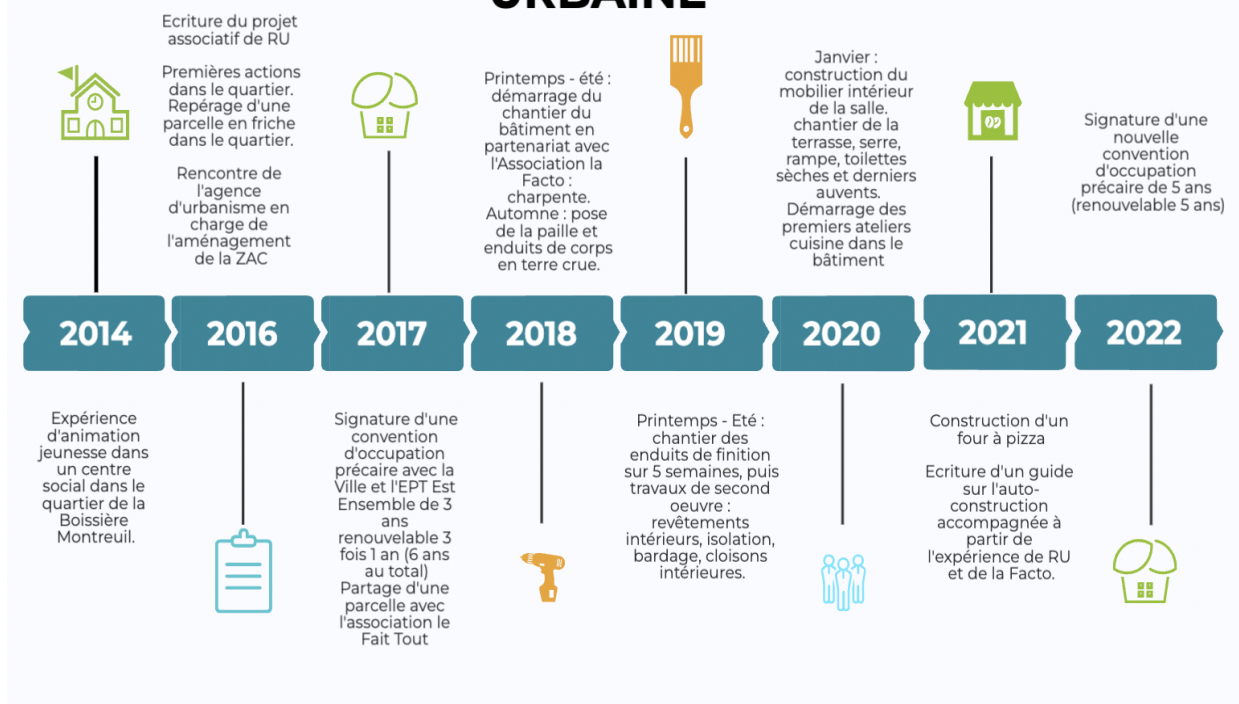 URBAINE
Ecriture du projet
associatif de RU
Premières actions
dans le quartier.
Repérage d'une
parcelle en friche
dans le quartier.
Rencontre de
l'agence
d'urbanisme en
charge de
l'aménagement
de la ZAC
Printemps - été :
démarrage du
chantier du
bâtiment en
partenariat avec
l'Association la
Facto :
charpente.
Automne : pose
de la paille et
enduits de corps
en terre crue.
Janvier :
construction du
mobilier intérieur
de la salle.
chantier de la
terrasse, serre,
rampe, toilettes
sèches et derniers
auvents.
Démarrage des
premiers ateliers
cuisine dans le
bâtiment
Signature d'une
nouvelle
convention
d'occupation
précaire de 5 ans
(renouvelable 5 ans)
2014
2016
2017
2018
2019
2020
2021
2022
Expérience
d'animation
jeunesse dans
un centre
social dans le
quartier de la
Boissière
Montreuil.
Signature d'une
convention
d'occupation
précaire avec la
Ville et l'EPT Est
Ensemble de 3
ans
renouvelable 3
fois 1 an (6 ans
au total)
Partage d'une
parcelle avec
l'association le
Fait Tout
Printemps - Eté :
chantier des
enduits de finition
sur 5 semaines, puis
travaux de second
oeuvre :
revêtements
intérieurs, isolation,
bardage, cloisons
intérieures.
Construction d'un
four à pizza
Ecriture d'un guide
sur l'auto-
construction
accompagnée à
partir de
l'expérience de RU
et de la Facto.